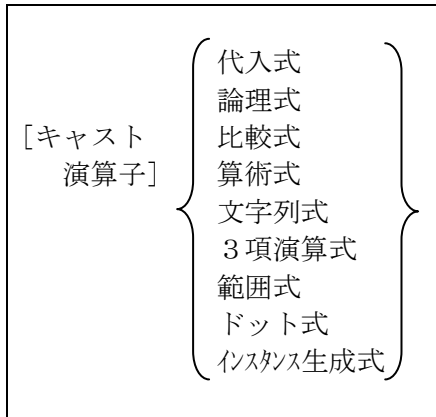 代入式
論理式
[キャスト
比較式
演算子]
算術式
文字列式
３項演算式
範囲式
ドット式
ｲﾝｽﾀﾝｽ生成式